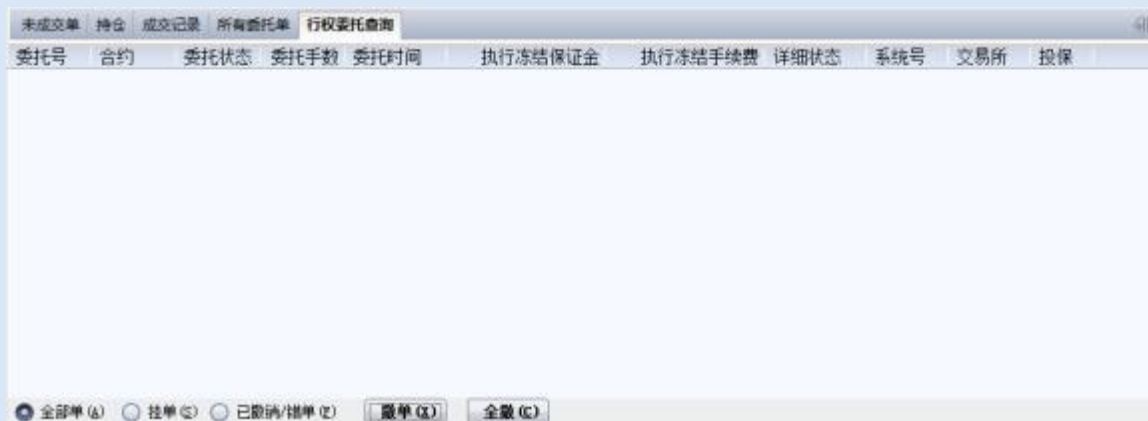 未成交单 持仓 成交记录 所有委托单 行权委托查询
委托号 合约 委托状态 委托手数 委托时间 执行冻结保证金 执行冻结手续费 详细状态 系统号 交易所 投保
全部单(A) 挂单(S) 已撤销/错单(F) 撤单(X) 全撤(C)